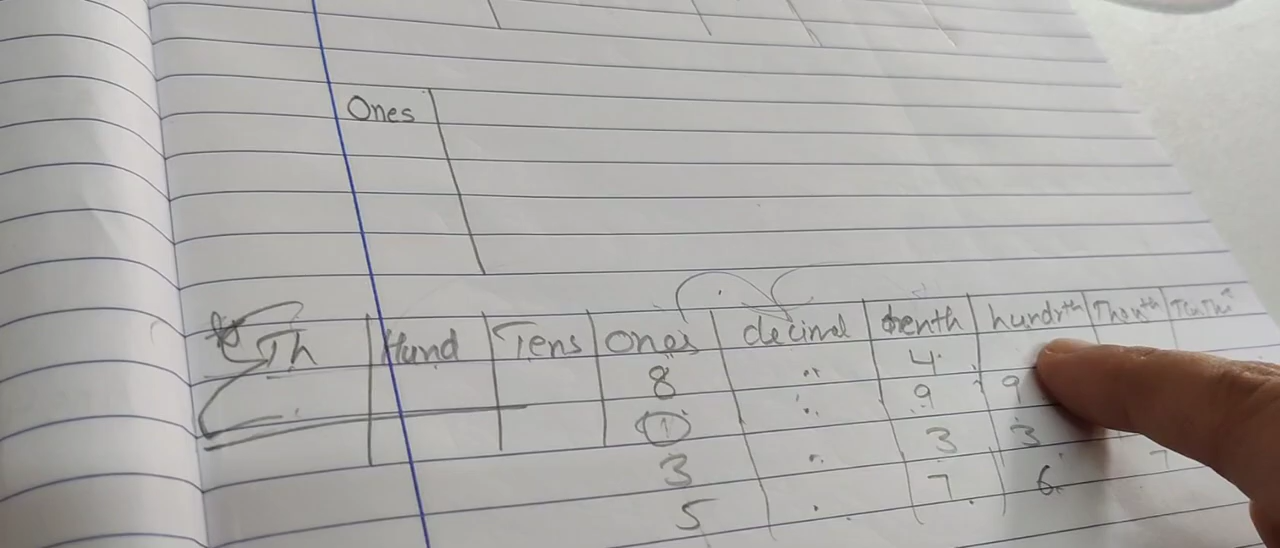 Ones
Th Hund Tens Ones decimal tenth hundrth Thonth
8 . 4
1 . 9 9
3 . 3 3
5 . 7 6 7